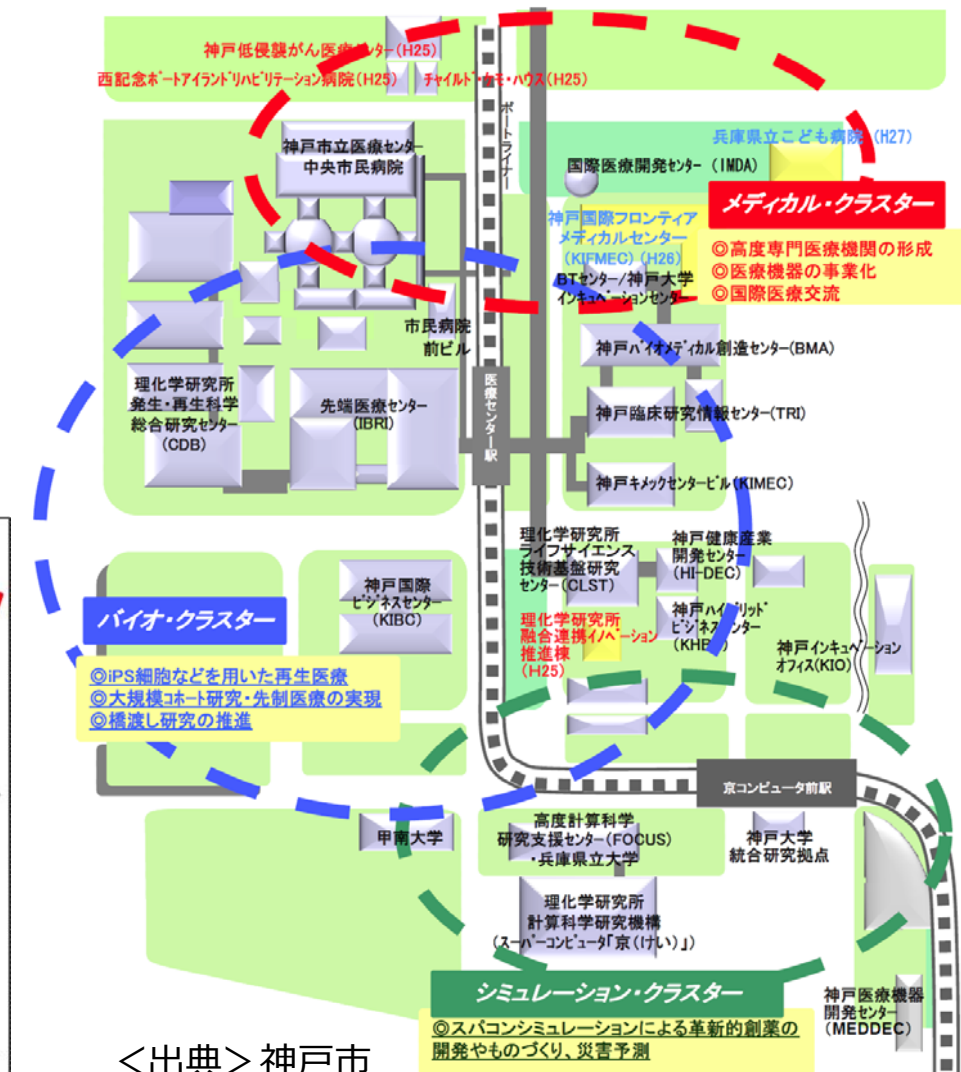 神戸低侵襲がん医療センター(H25)
西記念ポートアイランドリハビリテーション病院(H25)
チャイルド・ケモ・ハウス(H25)
ポートライナー
神戸市立医療センター
中央市民病院
兵庫県立こども病院 (H27)
国際医療開発センター (IMDA)
メディカル・クラスター
◎高度専門医療機関の形成
◎医療機器の事業化
◎国際医療交流
神戸国際フロンティア
メディカルセンター
(KIFMEC) (H26)
BTセンター/神戸大学
インキュベーションセンター
市民病院
前ビル
神戸バイオメディカル創造センター(BMA)
医療センター駅
理化学研究所
発生・再生科学
総合研究センター
(CDB)
先端医療センター
(IBRI)
神戸臨床研究情報センター(TRI)
神戸キメックセンタービル(KIMEC)
理化学研究所
ライフサイエンス
技術基盤研究
センター(CLST)
神戸健康産業
開発センター
(HI-DEC)
神戸国際
ビジネスセンター
(KIBC)
バイオ・クラスター
◎iPS細胞などを用いた再生医療
◎大規模コホート研究・先制医療の実現
◎橋渡し研究の推進
理化学研究所
融合連携イノベーション
推進棟
(H25)
神戸ハイブリッド
ビジネスセンター
神戸インキュベーション
オフィス(KIO)
京コンピュータ前駅
甲南大学
高度計算科学
研究支援センター(FOCUS)
・兵庫県立大学
神戸大学
統合研究拠点
理化学研究所
計算科学研究機構
(スーパーコンピュータ「京(けい)」)
シミュレーション・クラスター
◎スパコンシミュレーションによる革新的創薬の
開発やものづくり、災害予測
神戸医療機器
開発センター
(MEDDEC)
＜出典＞神戸市